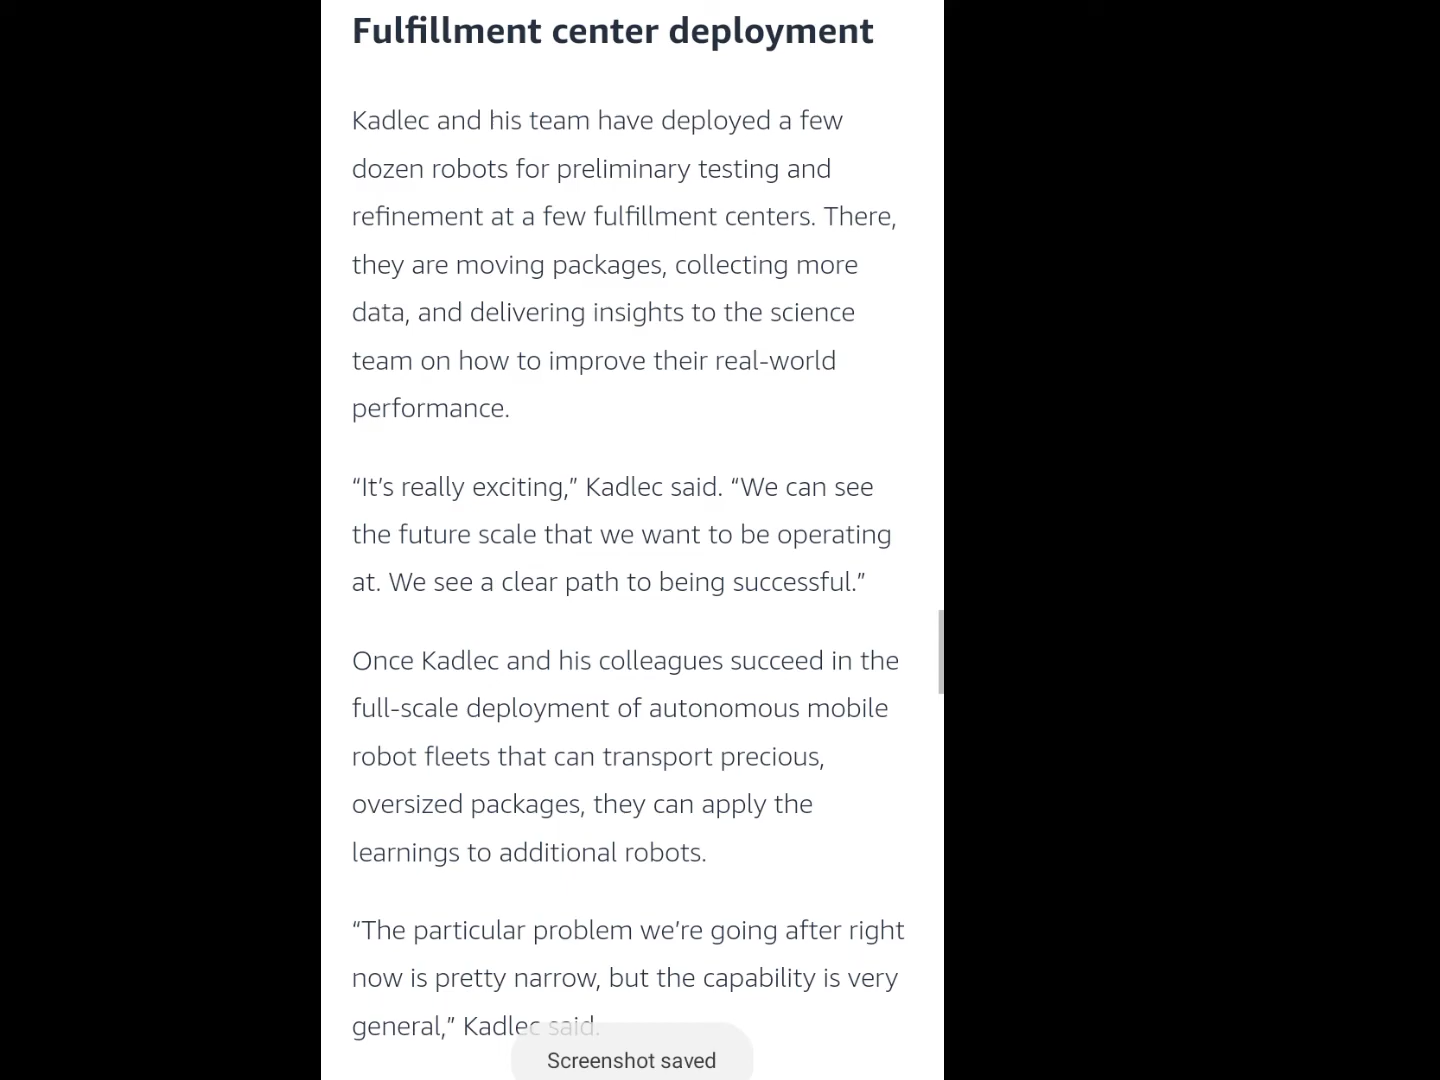 Fulfillment center deployment
Kadlec and his team have deployed a few
dozen robots for preliminary testing and
refinement at a few fulfillment centers. There,
they are moving packages, collecting more
data, and delivering insights to the science
team on how to improve their real-world
performance.
“It’s really exciting,” Kadlec said. “We can see
the future scale that we want to be operating
at. We see a clear path to being successful.”
Once Kadlec and his colleagues succeed in the
full-scale deployment of autonomous mobile
robot fleets that can transport precious,
oversized packages, they can apply the
learnings to additional robots.
“The particular problem we’re going after right
now is pretty narrow, but the capability is very
general,” Kadlec said.
Screenshot saved